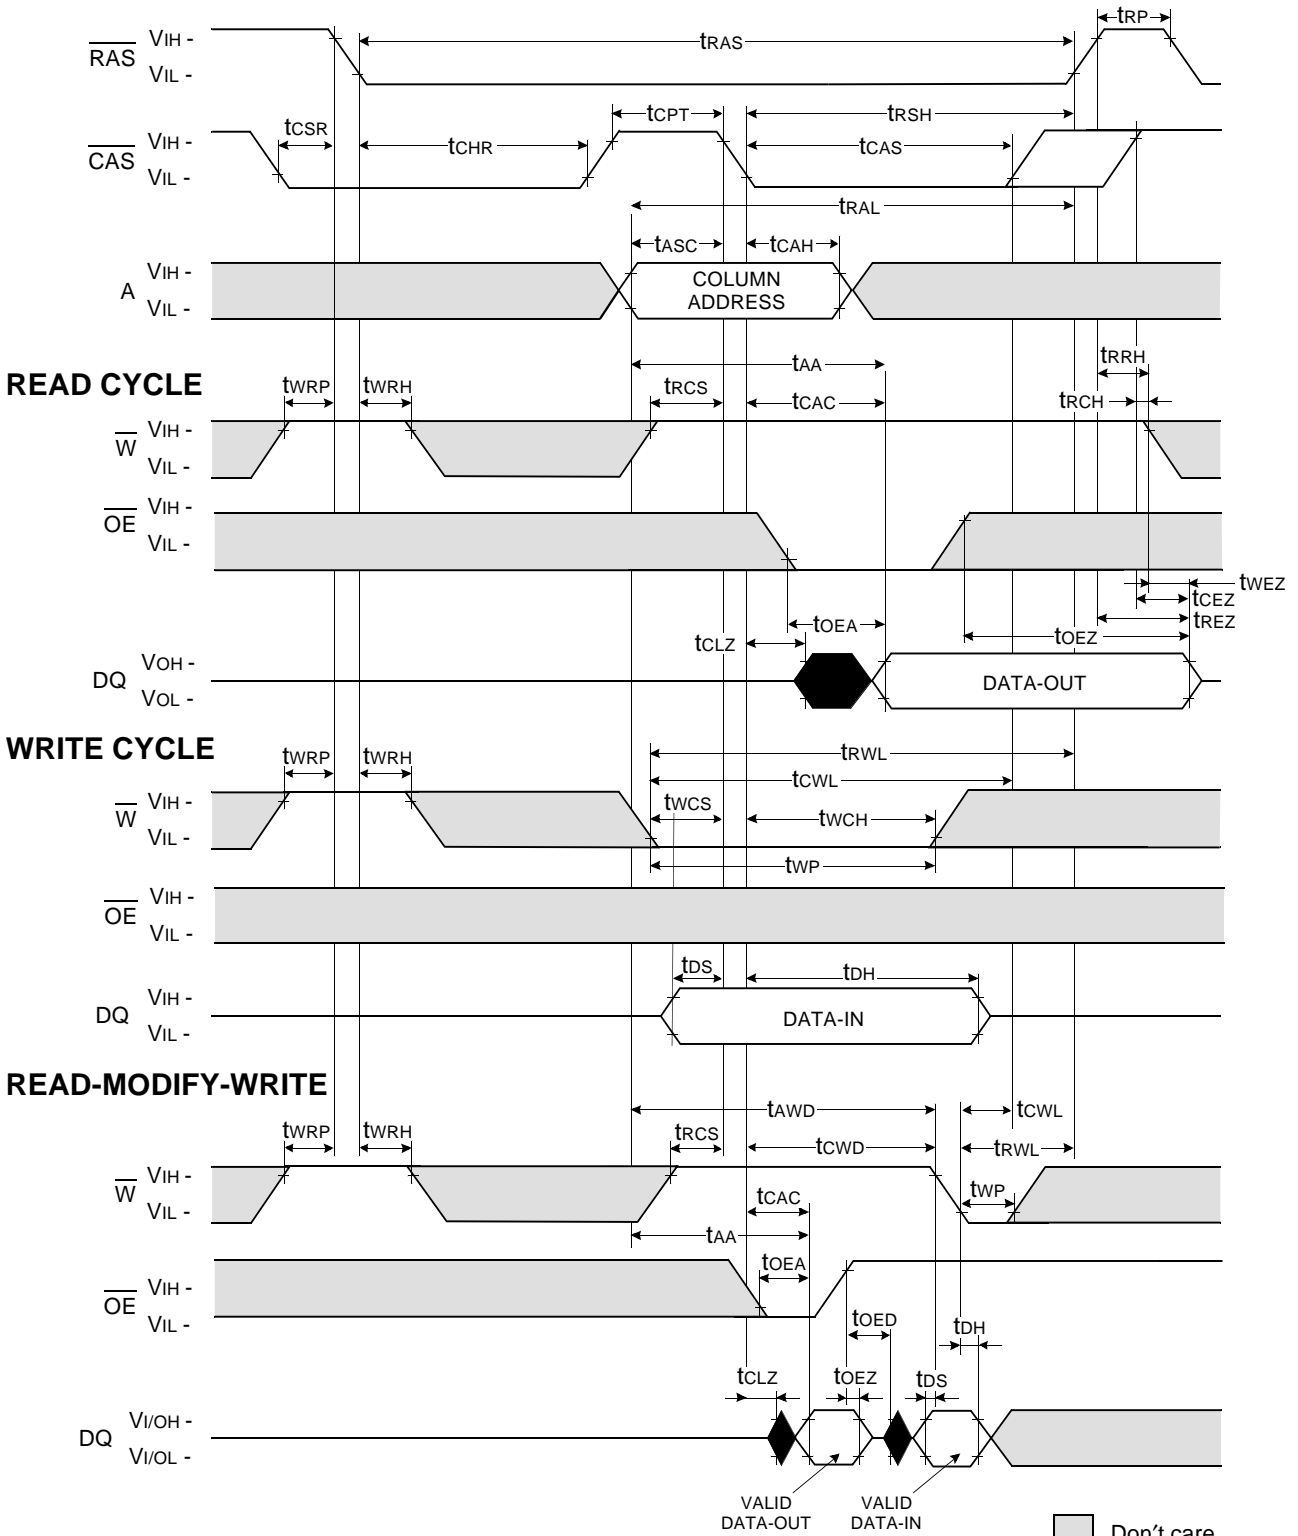 tRP
RAS
VIH -
VIL -
tRAS
tCSR
tCPT
tRSH
CAS
VIH -
VIL -
tCHR
tCAS
tRAL
tASC
tCAH
A
VIH -
VIL -
COLUMN
ADDRESS
tAA
tRRH
READ CYCLE
tWRP
tWRH
tRCS
tCAC
tRCH
W
VIH -
VIL -
OE
VIH -
VIL -
tWEZ
tCEZ
tREZ
tOEA
tOEZ
tCLZ
DQ
VOH -
VOL -
DATA-OUT
WRITE CYCLE
tWRP
tWRH
tRWL
tCWL
W
VIH -
VIL -
tWCS
tWCH
tWP
OE
VIH -
VIL -
tDS
tDH
DQ
VIH -
VIL -
DATA-IN
READ-MODIFY-WRITE
tAWD
tCWL
tWRP
tWRH
tRCS
tCWD
tRWL
W
VIH -
VIL -
tCAC
tWP
tAA
OE
VIH -
VIL -
tOEA
tOED
tDH
tCLZ
tOEZ
tDS
DQ
VI/OH -
VI/OL -
VALID
DATA-OUT
VALID
DATA-IN
Don′t care